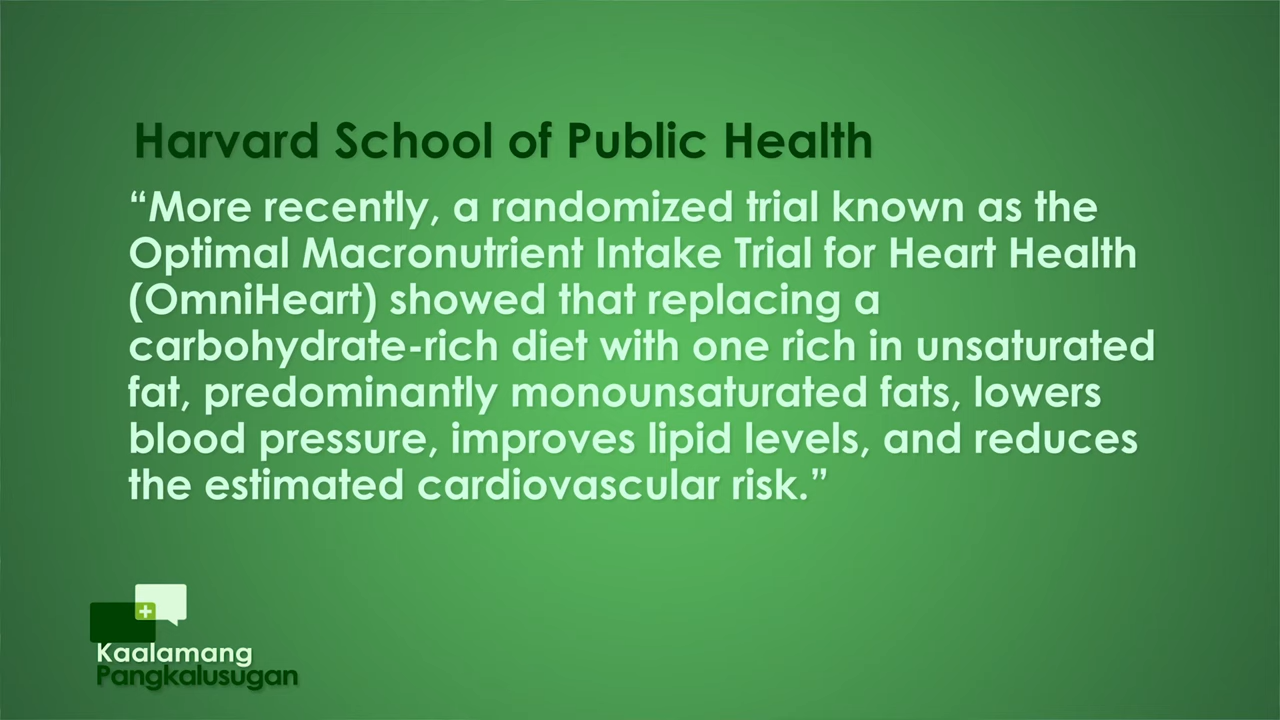 Harvard School of Public Health
“More recently, a randomized trial known as the
Optimal Macronutrient Intake Trial for Heart Health
(OmniHeart) showed that replacing a
carbohydrate-rich diet with one rich in unsaturated
fat, predominantly monounsaturated fats, lowers
blood pressure, improves lipid levels, and reduces
the estimated cardiovascular risk.”
Kaalamang
Pangkalusugan